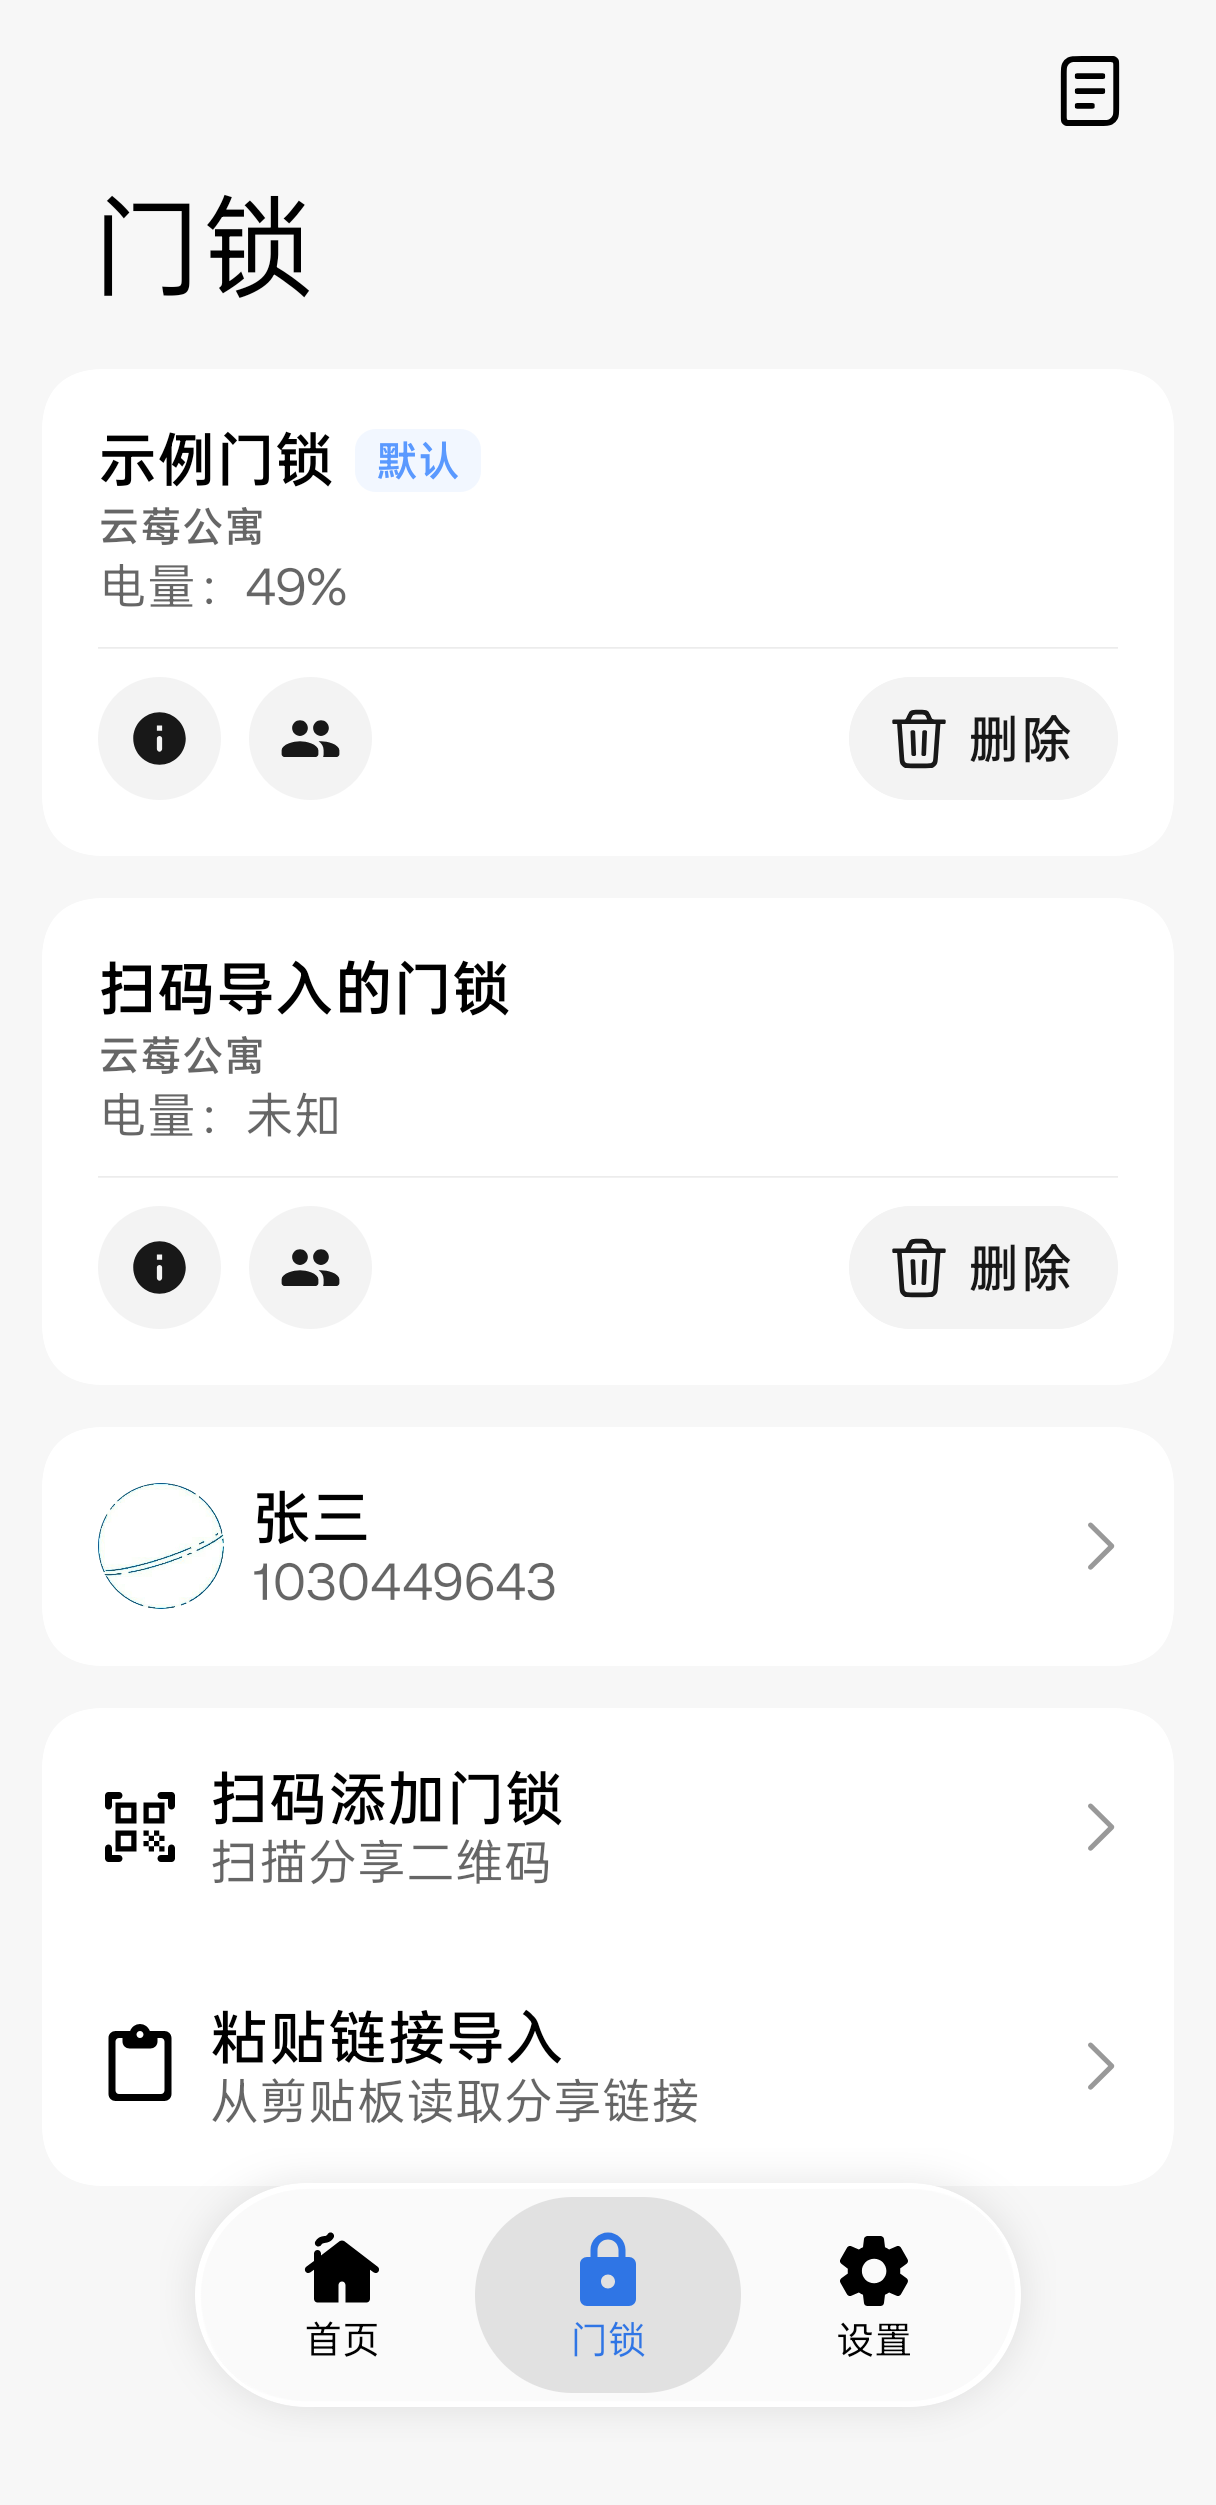 门锁
示例门锁 默认
云莓公寓
电量：49%
删除
扫码导入的门锁
云莓公寓
电量：未知
删除
张三
1030449643
扫码添加门锁
扫描分享二维码
粘贴链接导入
从剪贴板读取分享链接
首页 门锁 设置